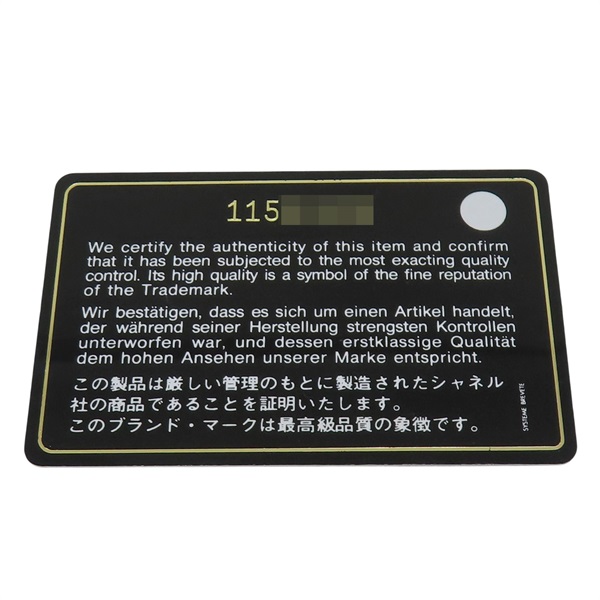 115
We certify the authenticity of this item and confirm
that it has been subjected to the most exacting quality
control. Its high quality is a symbol of the fine reputation
of the Trademark.
Wir bestätigen, dass es sich um einen Artikel handelt,
der während seiner Herstellung strengsten Kontrollen
unterworfen war, und dessen erstklassige Qualität
dem hohen Ansehen unserer Marke entspricht.
この製品は厳しい管理のもとに製造されたシャネル
社の商品であることを証明いたします。
このブランド・マークは最高級品質の象徴です。
SYSTEME BREVETE